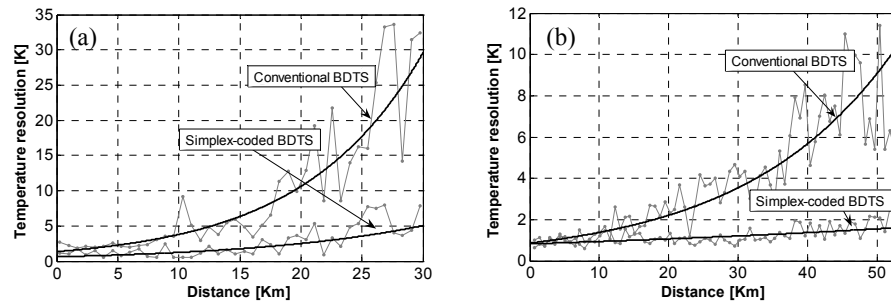 (a)
Temperature resolution [K]
35
30
25
20
15
10
5
0
Conventional BDTS
Simplex-coded BDTS
0 5 10 15 20 25 30
Distance [Km]
(b)
Temperature resolution [K]
12
10
8
6
4
2
0
Conventional BDTS
Simplex-coded BDTS
0 10 20 30 40 50
Distance [Km]